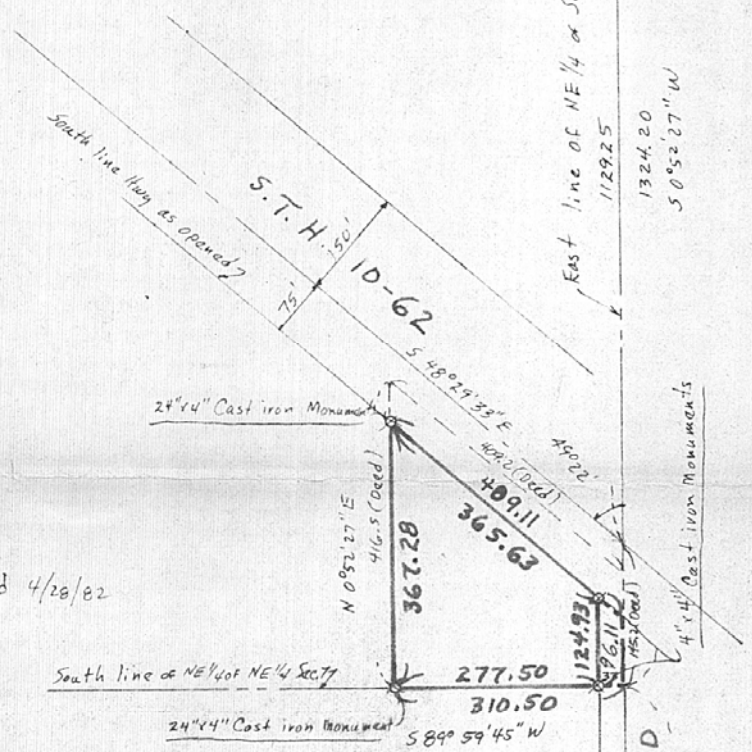 East line of NE 1/4 of S
1129.25
1324.20
S 0°52'27" W
South line Hwy as opened?
S. T. H. 10-62
150'
75'
S 48°29'33" E
409.2 (Deed)
49°22'
24"x4" Cast iron Monuments
409.11
365.63
N 0°52'27" E
416.5 (Deed)
367.28
4"x4" Cast iron Monuments
124.93
96.11
(Deed)
d 4/28/82
South line of NE 1/4 of NE 1/4 Sec.
277.50
310.50
24"x4" Cast iron Monument
S 89° 59' 45" W
D